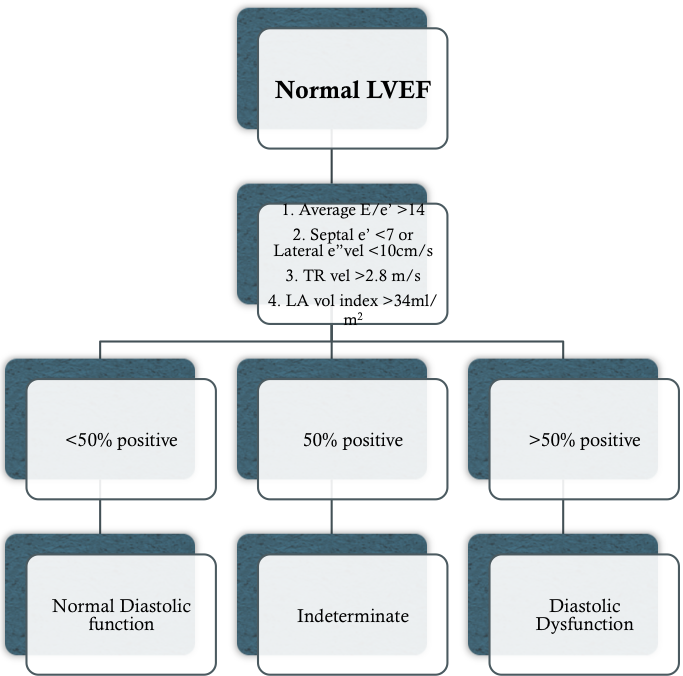 Normal LVEF
1. Average E/e’ >14
2. Septal e’ <7 or
Lateral e”vel <10cm/s
3. TR vel >2.8 m/s
4. LA vol index >34ml/
m²
<50% positive
50% positive
>50% positive
Normal Diastolic
function
Indeterminate
Diastolic
Dysfunction